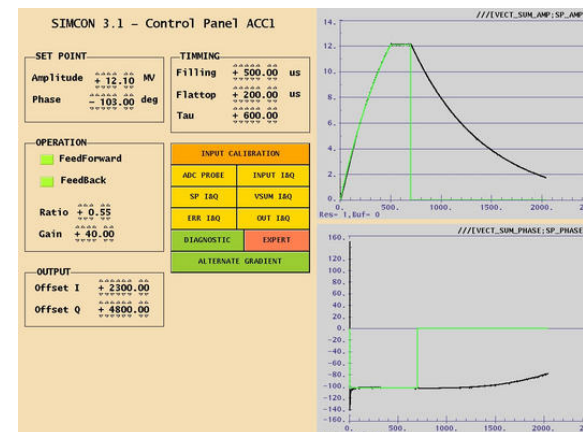 SIMCON 3.1 – Control Panel ACC1
SET POINT
Amplitude + 12.10 MV
Phase - 103.00 deg
TIMMING
Filling + 500.00 us
Flattop + 200.00 us
Tau + 600.00
OPERATION
FeedForward
FeedBack
Ratio + 0.55
Gain + 40.00
INPUT CALIBRATION
ADC PROBE INPUT I&Q
SP I&Q VSUM I&Q
ERR I&Q OUT I&Q
DIAGNOSTIC EXPERT
ALTERNATE GRADIENT
OUTPUT
Offset I + 2300.00
Offset Q + 4800.00
///[VECT_SUM_AMP;SP_AMP
14.
12.
10.
8.
6.
4.
2.
0.
0. 500. 1000. 1500. 2000. 2
Res= 1,Buf= 0
///[VECT_SUM_PHASE;SP_PHASE
160.
120.
100.
80.
60.
40.
20.
0.
-20.
-40.
-60.
-80.
-100.
-120.
-140.
-160.
0. 500. 1000. 1500. 2000. 2